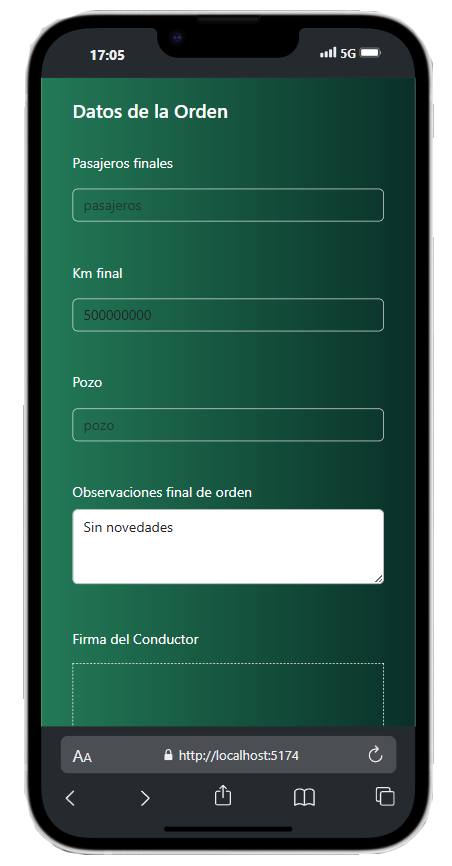 17:05
5G
Datos de la Orden
Pasajeros finales
pasajeros
Km final
500000000
Pozo
pozo
Observaciones final de orden
Sin novedades
Firma del Conductor
AA
http://localhost:5174